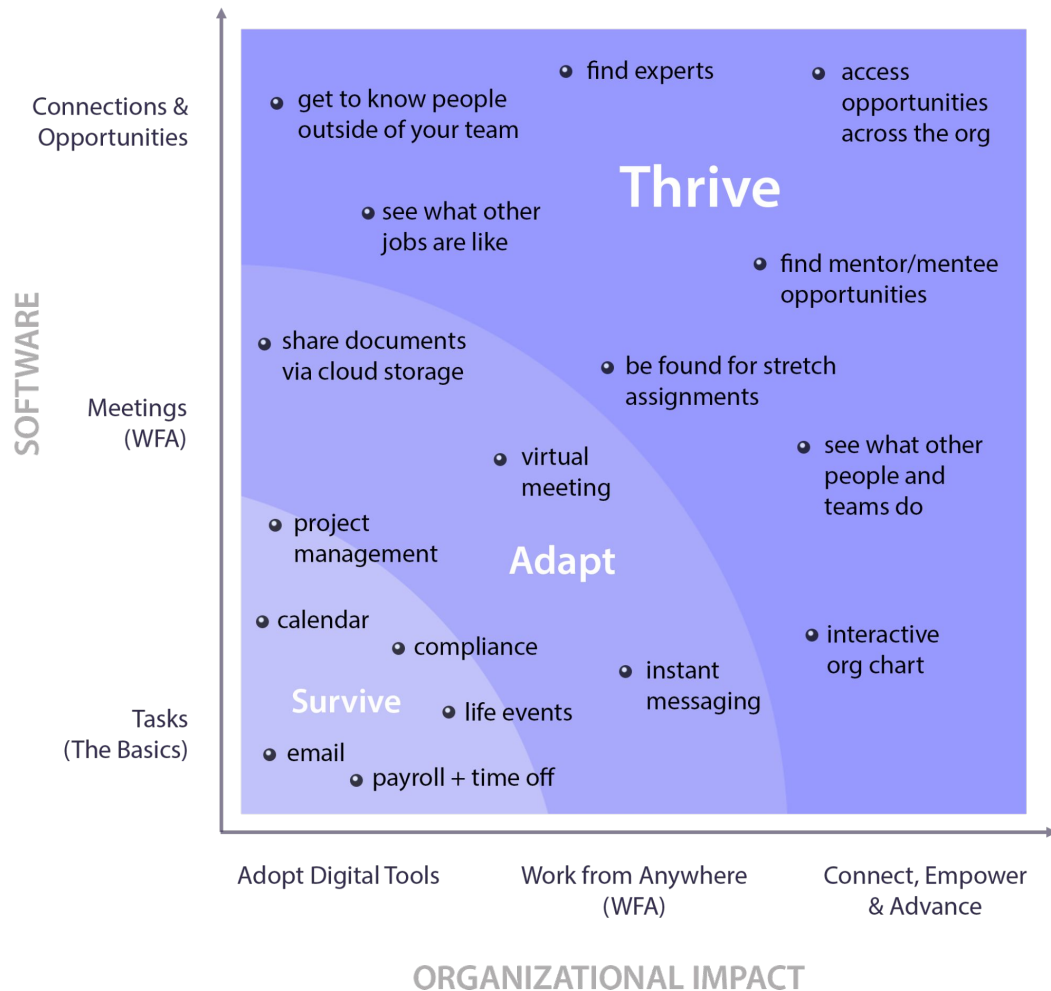 SOFTWARE
Connections &
Opportunities
Meetings
(WFA)
Tasks
(The Basics)
get to know people
outside of your team
find experts
access
opportunities
across the org
Thrive
see what other
jobs are like
find mentor/mentee
opportunities
share documents
via cloud storage
be found for stretch
assignments
virtual
meeting
see what other
people and
teams do
project
management
Adapt
calendar
compliance
interactive
org chart
instant
messaging
Survive
life events
email
payroll + time off
Adopt Digital Tools
Work from Anywhere
(WFA)
Connect, Empower
& Advance
ORGANIZATIONAL IMPACT